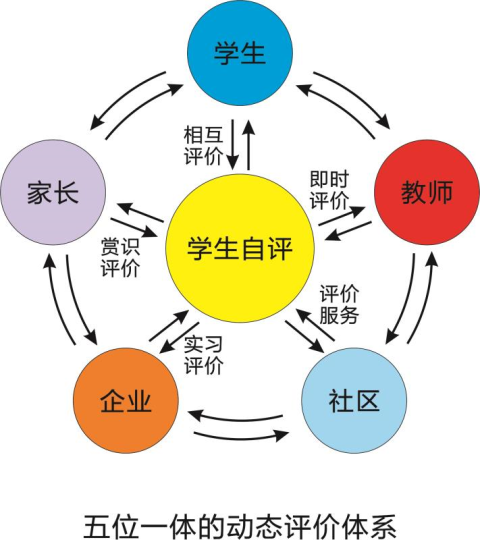 学生
相互
评价
即时
评价
家长
教师
学生自评
赏识
评价
评价
服务
实习
评价
企业
社区
五位一体的动态评价体系